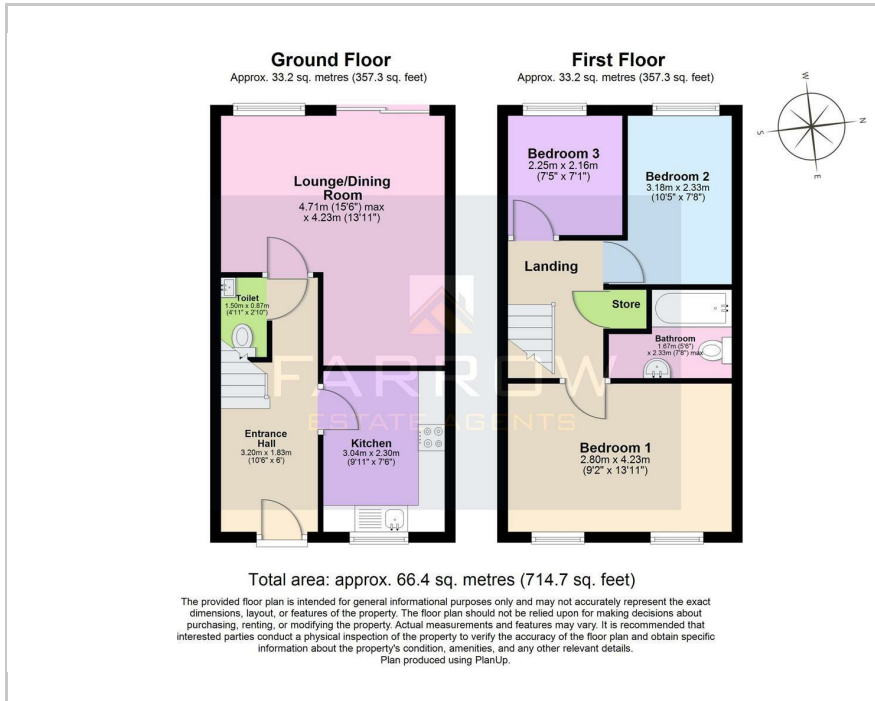 Ground Floor
Approx. 33.2 sq. metres (357.3 sq. feet)
Lounge/Dining
Room
4.71m (15'6") max
x 4.23m (13'11")
Toilet
1.50m x 0.87m
(4'11" x 2'10")
Entrance
Hall
3.20m x 1.83m
(10'6" x 6')
Kitchen
3.04m x 2.30m
(9'11" x 7'6")
First Floor
Approx. 33.2 sq. metres (357.3 sq. feet)
Bedroom 3
2.25m x 2.16m
(7'5" x 7'1")
Bedroom 2
3.18m x 2.33m
(10'5" x 7'8")
Landing
Store
Bathroom
1.67m (5'6")
x 2.33m (7'8") max
Bedroom 1
2.80m x 4.23m
(9'2" x 13'11")
W
N
S
E
FARROW
ESTATE AGENTS
Total area: approx. 66.4 sq. metres (714.7 sq. feet)
The provided floor plan is intended for general informational purposes only and may not accurately represent the exact
dimensions, layout, or features of the property. The floor plan should not be relied upon for making decisions about
purchasing, renting, or modifying the property. Actual measurements and features may vary. It is recommended that
interested parties conduct a physical inspection of the property to verify the accuracy of the floor plan and obtain specific
information about the property's condition, amenities, and any other relevant details.
Plan produced using PlanUp.